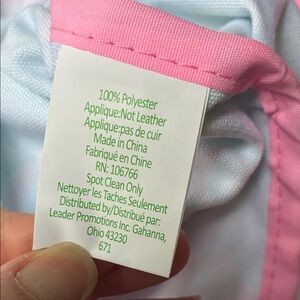 100% Polyester
Applique:Not Leather
Applique:pas de cuir
Made in China
Fabriqué en Chine
RN: 106766
Spot Clean Only
Nettoyer les Taches Seulement
Distributed by/Distribué par:
Leader Promotions Inc. Gahanna,
Ohio 43230
671